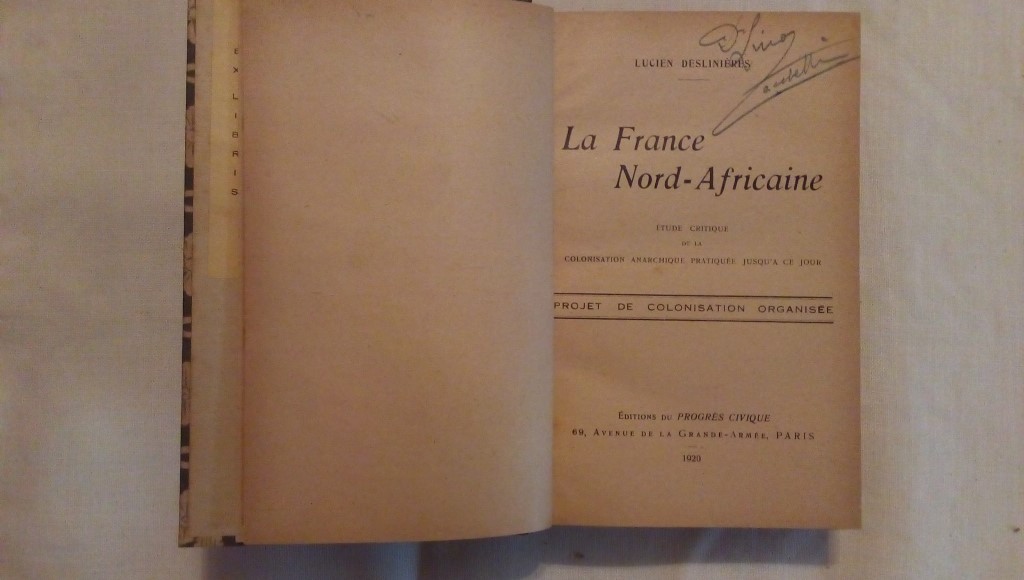 EX LIBRIS
LUCIEN DESLINIÈRES
La France
Nord-Africaine
ÉTUDE CRITIQUE
DE LA
COLONISATION ANARCHIQUE PRATIQUÉE JUSQU'A CE JOUR
PROJET DE COLONISATION ORGANISÉE
ÉDITIONS DU PROGRÈS CIVIQUE
69, AVENUE DE LA GRANDE-ARMÉE, PARIS
1920